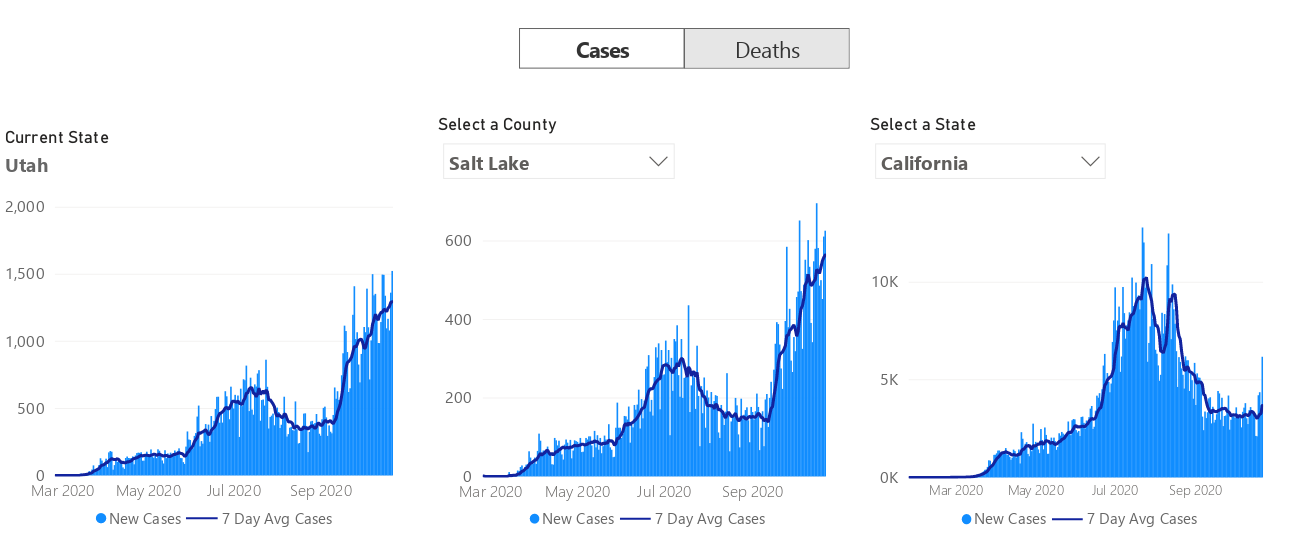 Cases Deaths
Current State
Utah
2,000
1,500
1,000
500
0
Mar 2020 May 2020 Jul 2020 Sep 2020
New Cases 7 Day Avg Cases
Select a County
Salt Lake
600
400
200
0
Mar 2020 May 2020 Jul 2020 Sep 2020
New Cases 7 Day Avg Cases
Select a State
California
10K
5K
0K
Mar 2020 May 2020 Jul 2020 Sep 2020
New Cases 7 Day Avg Cases